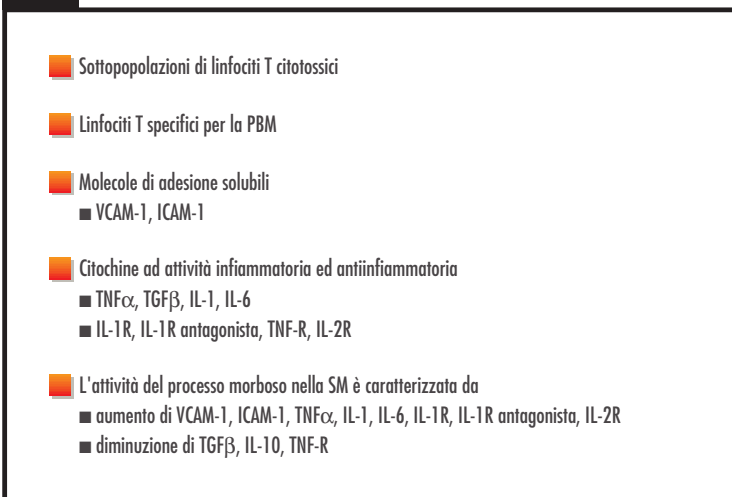 Sottopopolazioni di linfociti T citotossici
Linfociti T specifici per la PBM
Molecole di adesione solubili
■ VCAM-1, ICAM-1
Citochine ad attività infiammatoria ed antiinfiammatoria
■ TNFα, TGFβ, IL-1, IL-6
■ IL-1R, IL-1R antagonista, TNF-R, IL-2R
L'attività del processo morboso nella SM è caratterizzata da
■ aumento di VCAM-1, ICAM-1, TNFα, IL-1, IL-6, IL-1R, IL-1R antagonista, IL-2R
■ diminuzione di TGFβ, IL-10, TNF-R